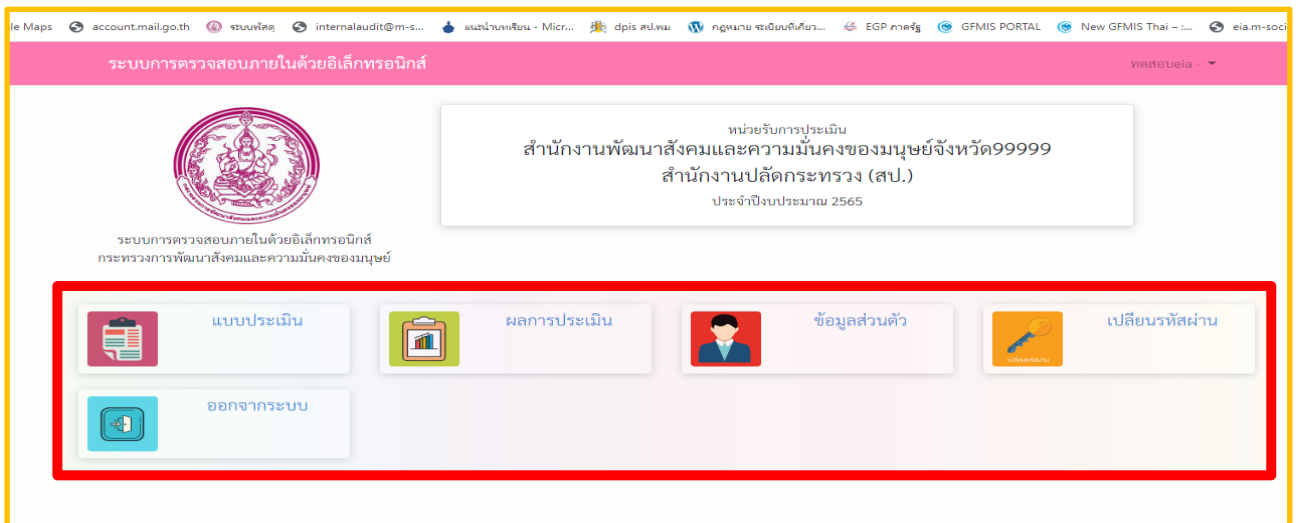 le Maps account.mail.go.th ระบบพัสดุ internalaudit@m-s... แนะนำบทเรียน - Micr... dpis สป.พม กฎหมาย ระเบียบที่เกี่ยว... EGP ภาครัฐ GFMIS PORTAL New GFMIS Thai – :... eia.m-soci
ระบบการตรวจสอบภายในด้วยอิเล็กทรอนิกส์ ทดสอบeia -
หน่วยรับการประเมิน
สำนักงานพัฒนาสังคมและความมั่นคงของมนุษย์จังหวัด99999
สำนักงานปลัดกระทรวง (สป.)
ประจำปีงบประมาณ 2565
ระบบการตรวจสอบภายในด้วยอิเล็กทรอนิกส์
กระทรวงการพัฒนาสังคมและความมั่นคงของมนุษย์
แบบประเมิน ผลการประเมิน ข้อมูลส่วนตัว เปลี่ยนรหัสผ่าน
เปลี่ยนรหัสผ่าน
ออกจากระบบ